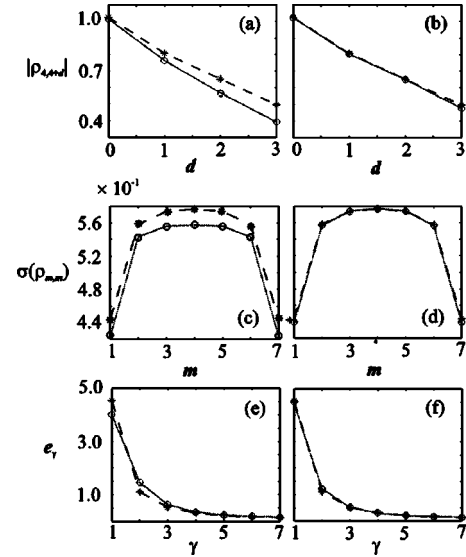 1.0 (a) (b)
|ρ4,4+d| 0.7
0.4
0 1 2 3 0 1 2 3
d d
× 10⁻¹
5.6
σ(ρm,m) 5.2
4.8
4.4 (c) (d)
1 3 5 7 1 3 5 7
m m
5.0 (e) (f)
eγ 3.0
1.0
1 3 5 7 1 3 5 7
γ γ